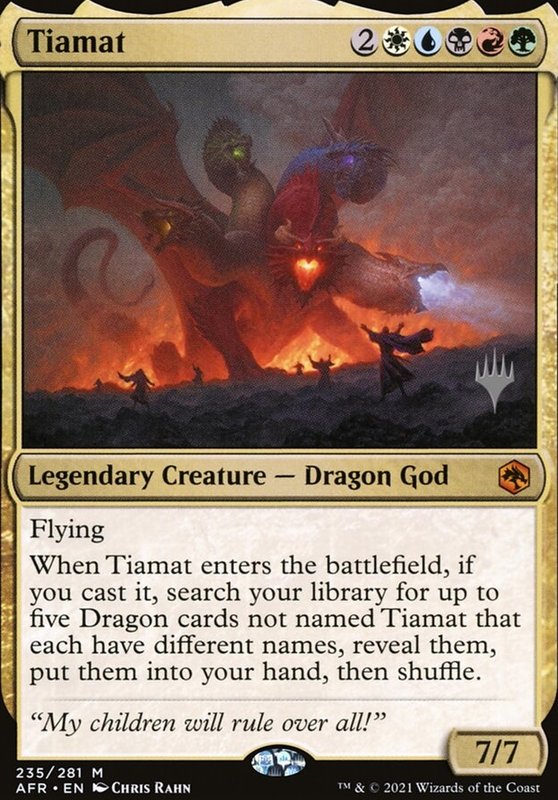 Tiamat 2
Legendary Creature — Dragon God
Flying
When Tiamat enters the battlefield, if
you cast it, search your library for up to
five Dragon cards not named Tiamat that
each have different names, reveal them,
put them into your hand, then shuffle.
“My children will rule over all!”
7/7
235/281 M
AFR • EN Chris Rahn
™ & © 2021 Wizards of the Coast